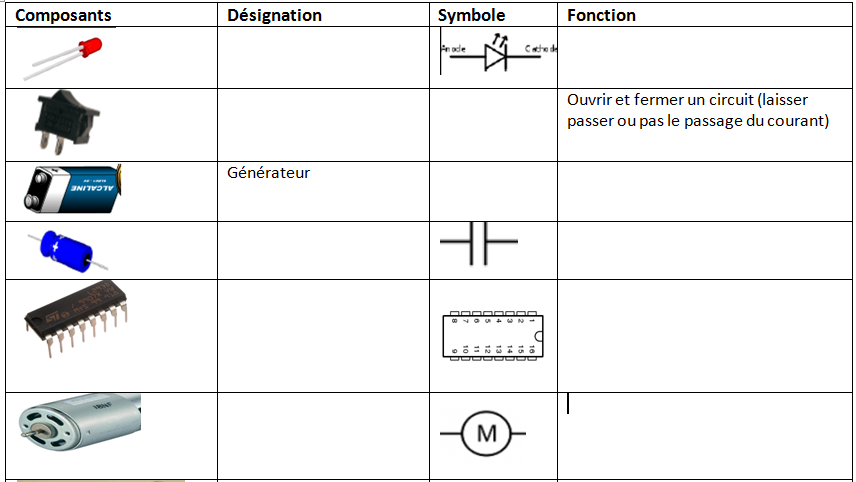 Composants Désignation Symbole Fonction
Anode Cathode
Ouvrir et fermer un circuit (laisser
passer ou pas le passage du courant)
ALCALINE
Générateur
8 7 6 5 4 3 2 1
9 10 11 12 13 14 15 16
M